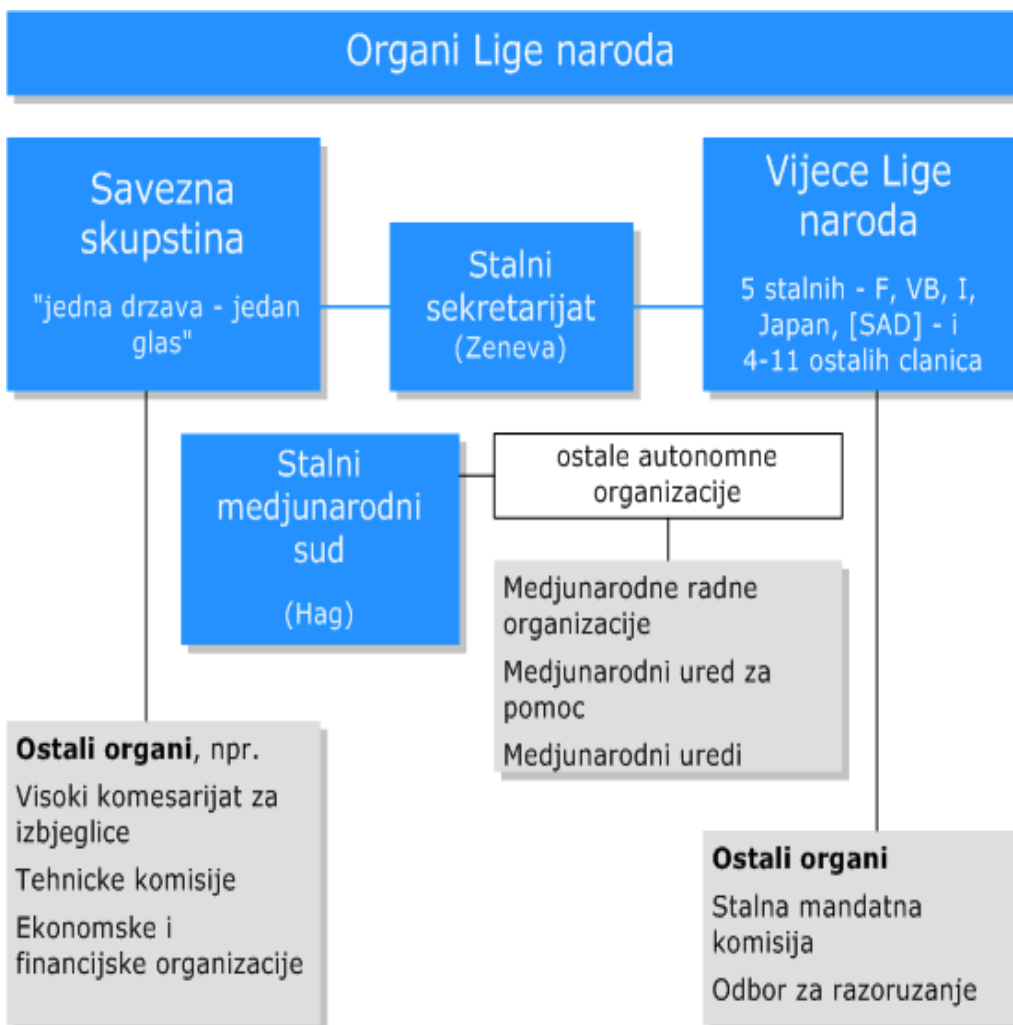 Organi Lige naroda
Savezna
skupstina
"jedna drzava - jedan
glas"
Stalni
sekretarijat
(Zeneva)
Vijece Lige
naroda
5 stalnih - F, VB, I,
Japan, [SAD] - i
4-11 ostalih clanica
Stalni
medjunarodni
sud
(Hag)
ostale autonomne
organizacije
Medjunarodne radne
organizacije
Medjunarodni ured za
pomoc
Medjunarodni uredi
Ostali organi, npr.
Visoki komesarijat za
izbjeglice
Tehnicke komisije
Ekonomske i
financijske organizacije
Ostali organi
Stalna mandatna
komisija
Odbor za razoruzanje